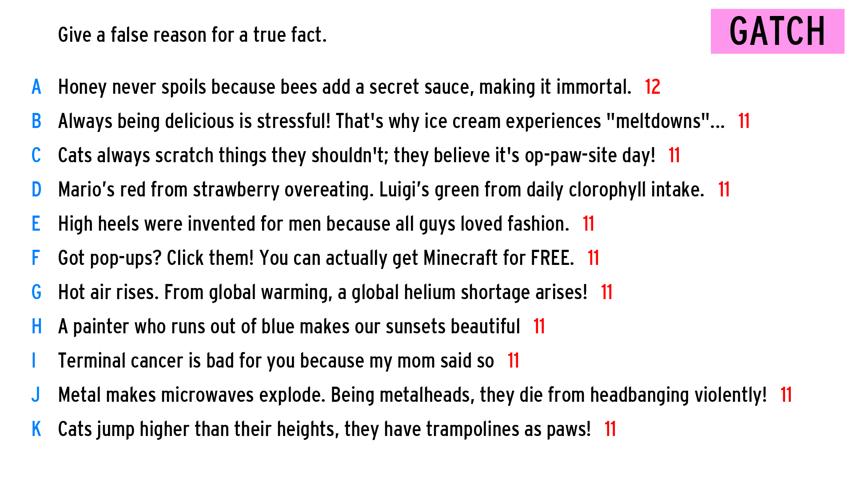 Give a false reason for a true fact.
GATCH
A Honey never spoils because bees add a secret sauce, making it immortal. 12
B Always being delicious is stressful! That's why ice cream experiences "meltdowns"... 11
C Cats always scratch things they shouldn't; they believe it's op-paw-site day! 11
D Mario’s red from strawberry overeating. Luigi’s green from daily clorophyll intake. 11
E High heels were invented for men because all guys loved fashion. 11
F Got pop-ups? Click them! You can actually get Minecraft for FREE. 11
G Hot air rises. From global warming, a global helium shortage arises! 11
H A painter who runs out of blue makes our sunsets beautiful 11
I Terminal cancer is bad for you because my mom said so 11
J Metal makes microwaves explode. Being metalheads, they die from headbanging violently! 11
K Cats jump higher than their heights, they have trampolines as paws! 11